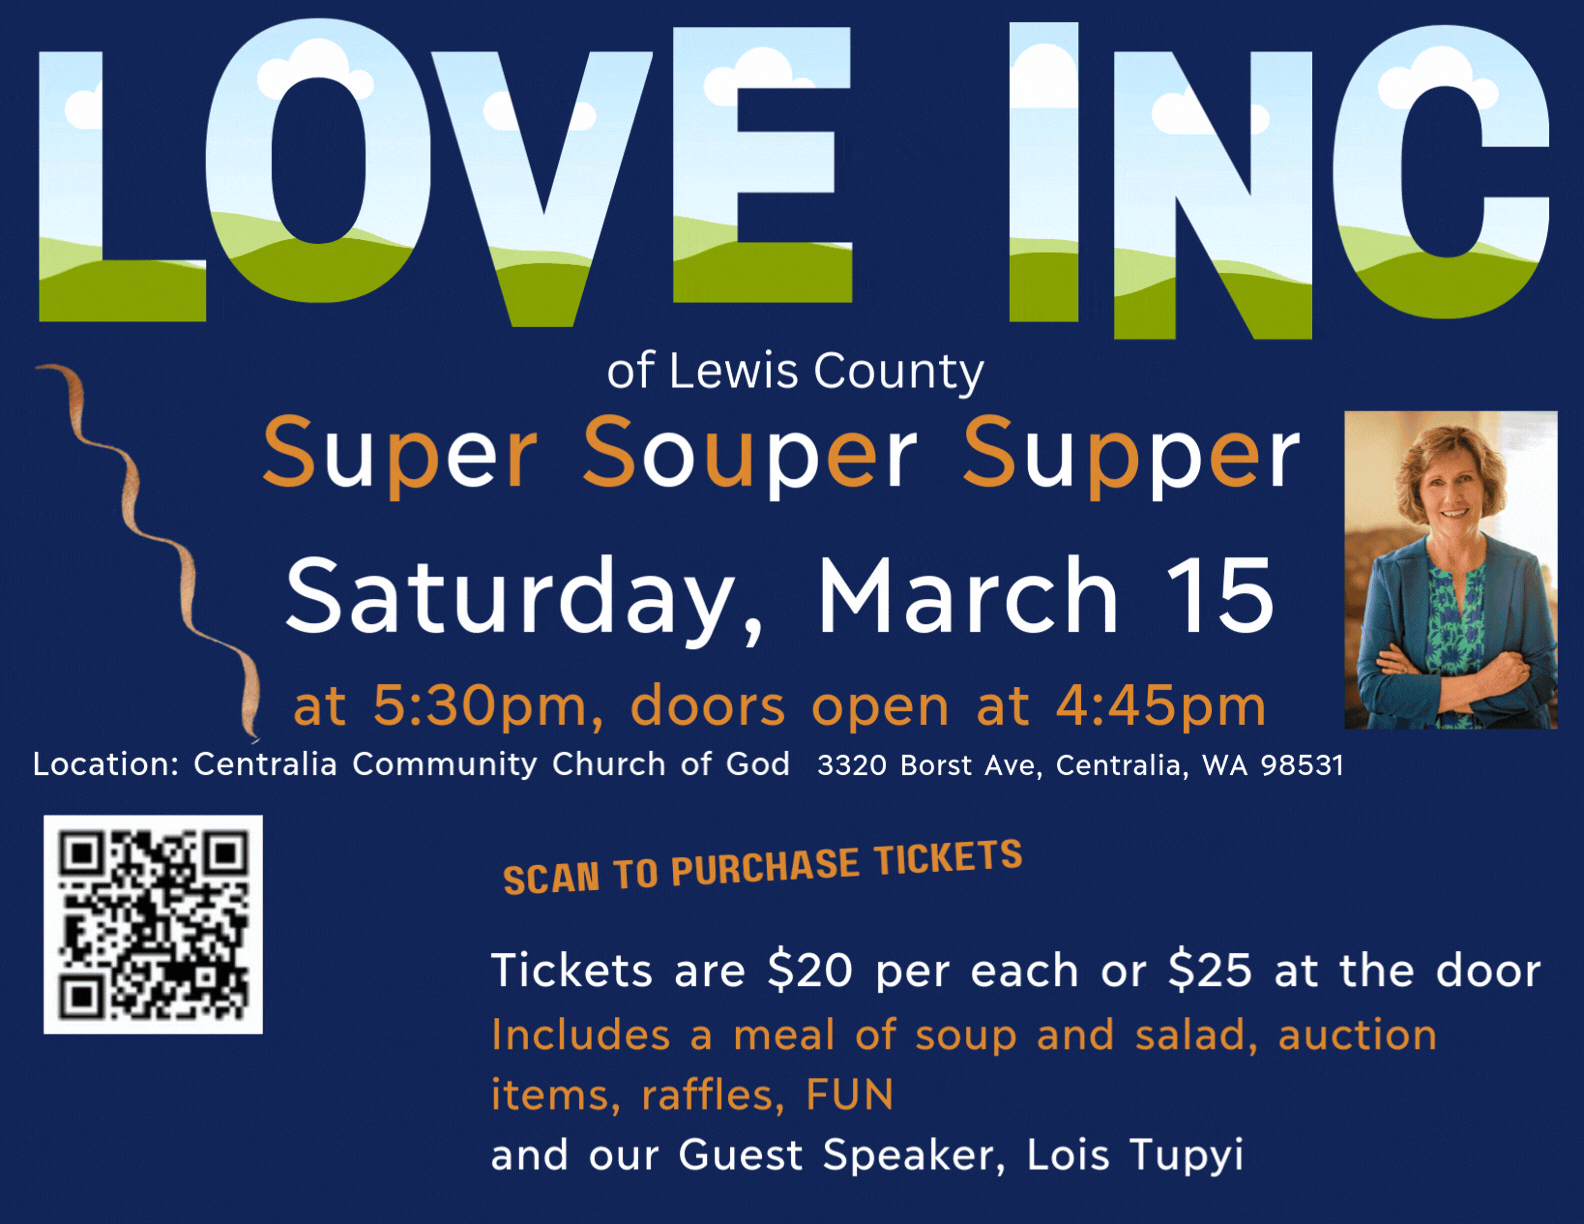 LOVE INC
of Lewis County
Super Souper Supper
Saturday, March 15
at 5:30pm, doors open at 4:45pm
Location: Centralia Community Church of God 3320 Borst Ave, Centralia, WA 98531
SCAN TO PURCHASE TICKETS
Tickets are $20 per each or $25 at the door
Includes a meal of soup and salad, auction
items, raffles, FUN
and our Guest Speaker, Lois Tupyi